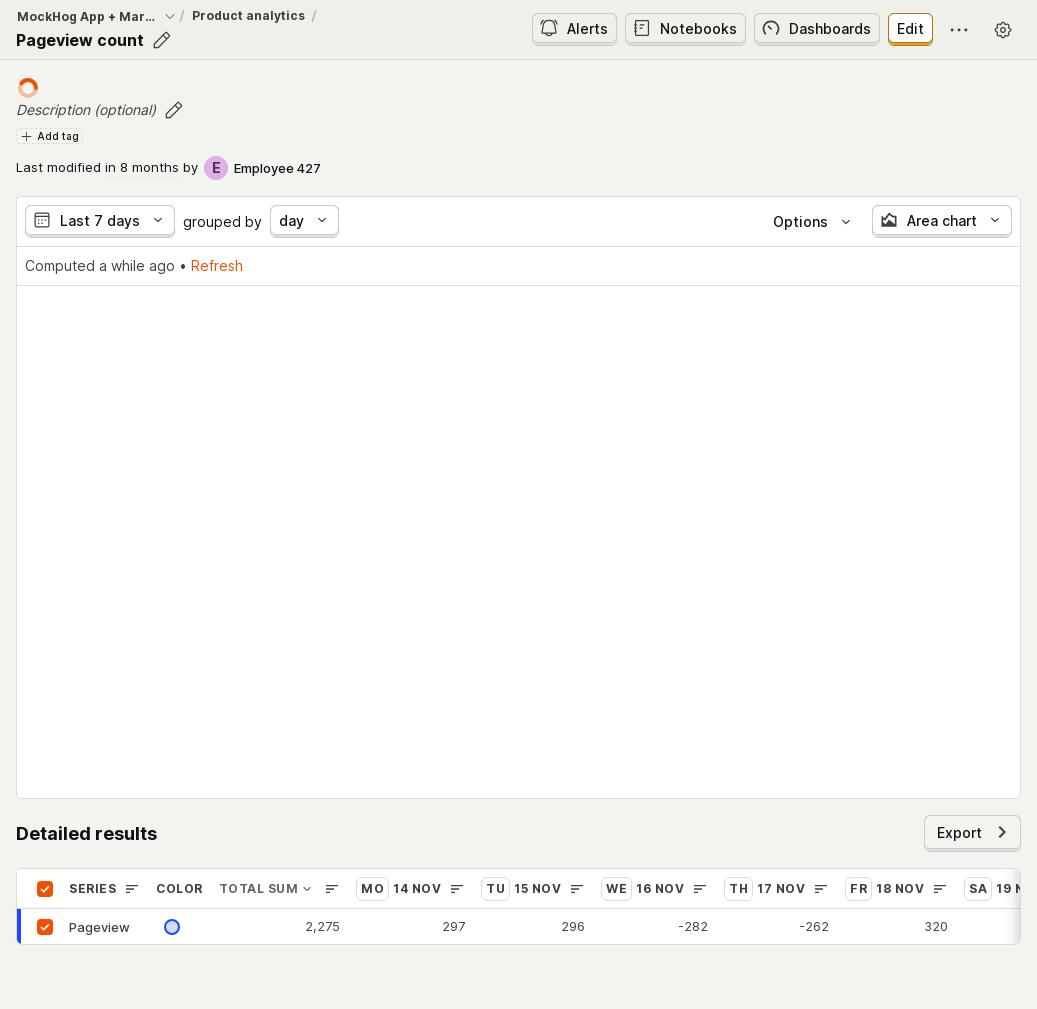 MockHog App + Mar... / Product analytics /
Pageview count
Alerts Notebooks Dashboards Edit
Description (optional)
Add tag
Last modified in 8 months by E Employee 427
Last 7 days grouped by day Options Area chart
Computed a while ago • Refresh
Detailed results
Export
SERIES COLOR TOTAL SUM MO 14 NOV TU 15 NOV WE 16 NOV TH 17 NOV FR 18 NOV SA 19 N
Pageview 2,275 297 296 -282 -262 320